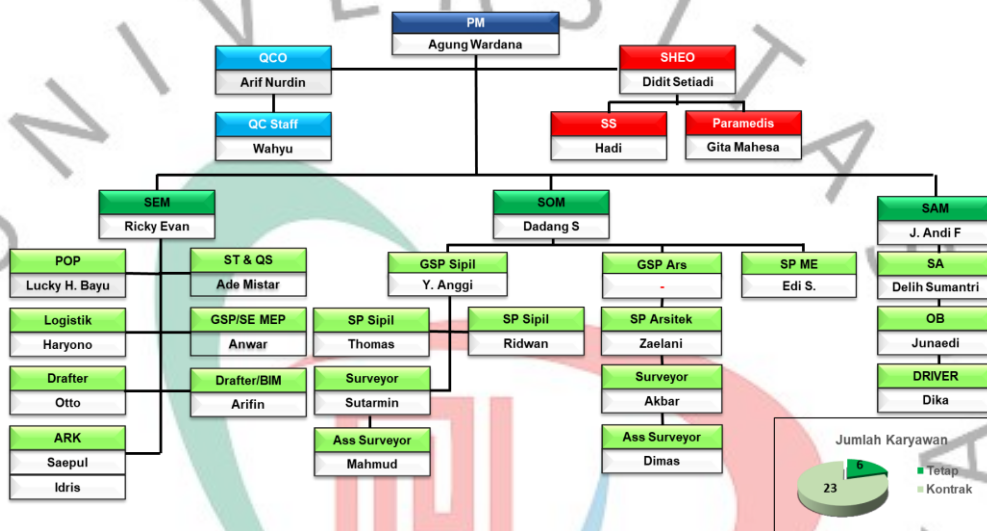 PM
Agung Wardana
QCO
Arif Nurdin
SHEO
Didit Setiadi
QC Staff
Wahyu
SS
Hadi
Paramedis
Gita Mahesa
SEM
Ricky Evan
SOM
Dadang S
SAM
J. Andi F
POP
Lucky H. Bayu
ST & QS
Ade Mistar
Logistik
Haryono
GSP/SE MEP
Anwar
Drafter
Otto
Drafter/BIM
Arifin
ARK
Saepul
Idris
GSP Sipil
Y. Anggi
SP Sipil
Thomas
SP Sipil
Ridwan
Surveyor
Sutarmin
Ass Surveyor
Mahmud
GSP Ars
-
SP Arsitek
Zaelani
Surveyor
Akbar
Ass Surveyor
Dimas
SP ME
Edi S.
SA
Delih Sumantri
OB
Junaedi
DRIVER
Dika
Jumlah Karyawan
6
23
Tetap
Kontrak
UNIVERSITAS